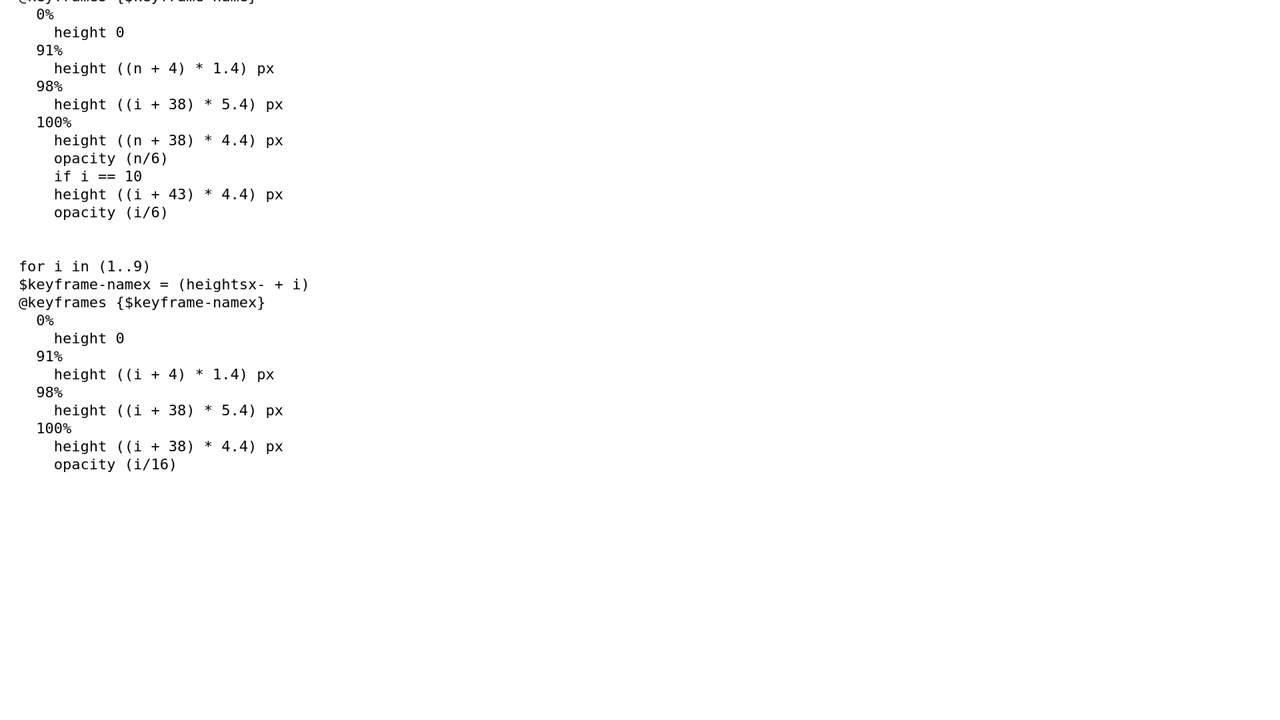 0%
height 0
91%
height ((n + 4) * 1.4) px
98%
height ((i + 38) * 5.4) px
100%
height ((n + 38) * 4.4) px
opacity (n/6)
if i == 10
height ((i + 43) * 4.4) px
opacity (i/6)
for i in (1..9)
$keyframe-namex = (heightsx- + i)
@keyframes {$keyframe-namex}
0%
height 0
91%
height ((i + 4) * 1.4) px
98%
height ((i + 38) * 5.4) px
100%
height ((i + 38) * 4.4) px
opacity (i/16)